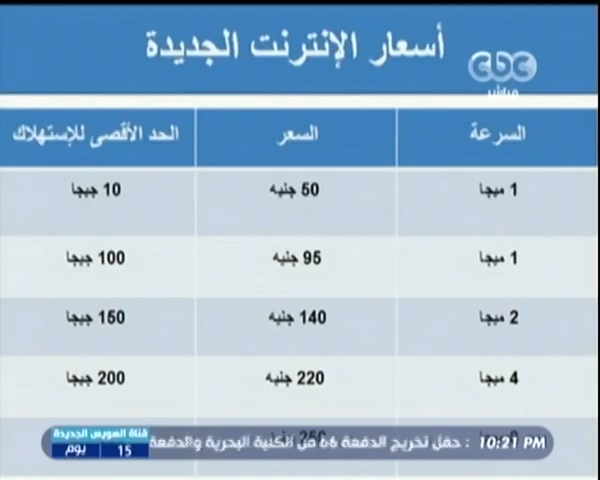 أسعار الإنترنت الجديدة
cbc
مباشر
السرعة السعر الحد الأقصى للإستهلاك
1 ميجا 50 جنيه 10 جيجا
1 ميجا 95 جنيه 100 جيجا
2 ميجا 140 جنيه 150 جيجا
4 ميجا 220 جنيه 200 جيجا
10:21 PM : حفل تخريج الدفعة 66 من الكلية البحرية والدفعة
قناة السويس الجديدة
15 يوم